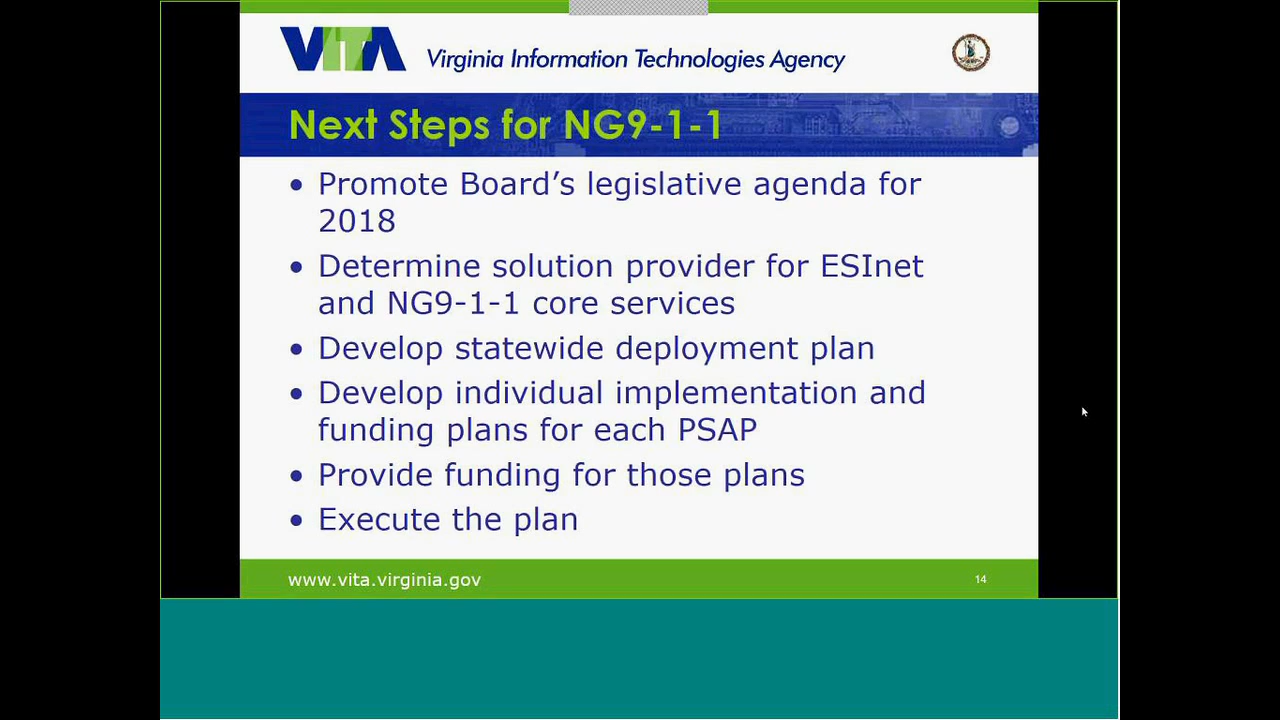 VITA Virginia Information Technologies Agency
Next Steps for NG9-1-1
• Promote Board’s legislative agenda for
2018
• Determine solution provider for ESInet
and NG9-1-1 core services
• Develop statewide deployment plan
• Develop individual implementation and
funding plans for each PSAP
• Provide funding for those plans
• Execute the plan
www.vita.virginia.gov 14